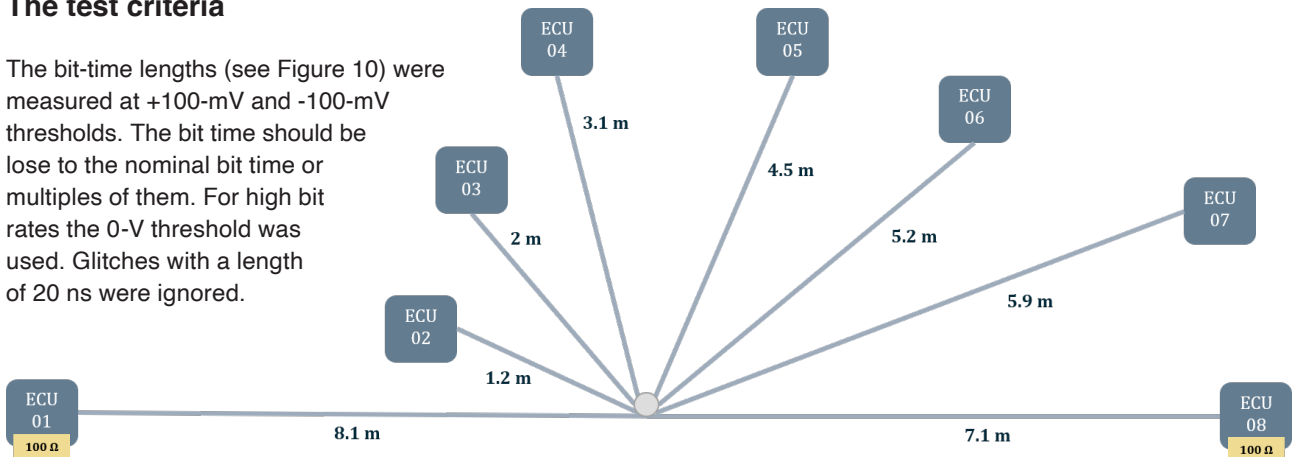 The test criteria
The bit-time lengths (see Figure 10) were
measured at +100-mV and -100-mV
thresholds. The bit time should be
lose to the nominal bit time or
multiples of them. For high bit
rates the 0-V threshold was
used. Glitches with a length
of 20 ns were ignored.
ECU
04
ECU
05
3.1 m
ECU
06
4.5 m
ECU
03
5.2 m
ECU
07
2 m
5.9 m
ECU
02
1.2 m
ECU
01
100 Ω
8.1 m
7.1 m
ECU
08
100 Ω